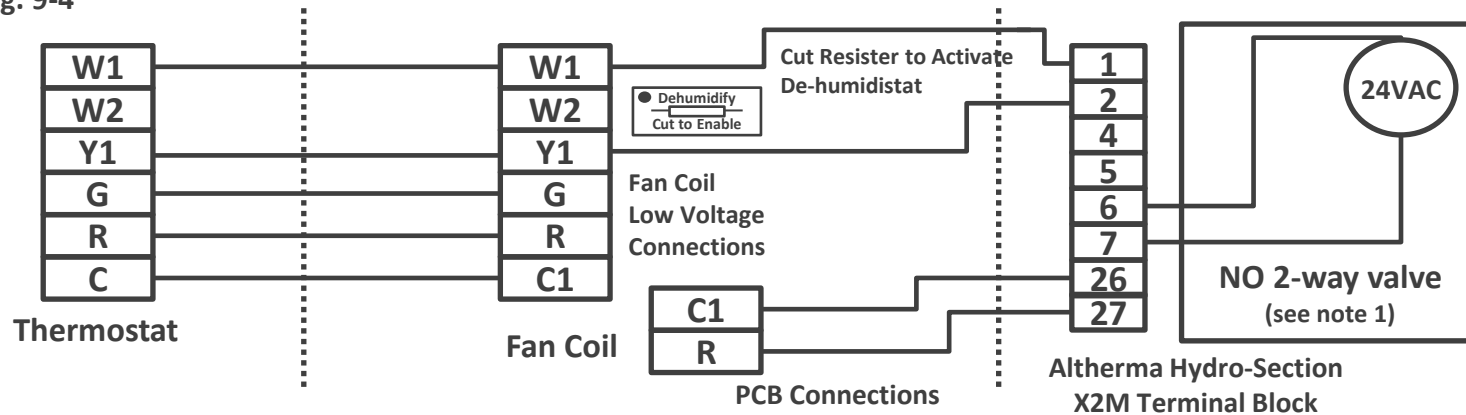 g. 9-4
W1
W2
Y1
G
R
C
Thermostat
W1
W2
Y1
G
R
C1
Fan Coil
Cut Resister to Activate
De-humidistat
Dehumidify
Cut to Enable
Fan Coil
Low Voltage
Connections
C1
R
PCB Connections
1
2
4
5
6
7
26
27
Altherma Hydro-Section
X2M Terminal Block
24VAC
NO 2-way valve
(see note 1)